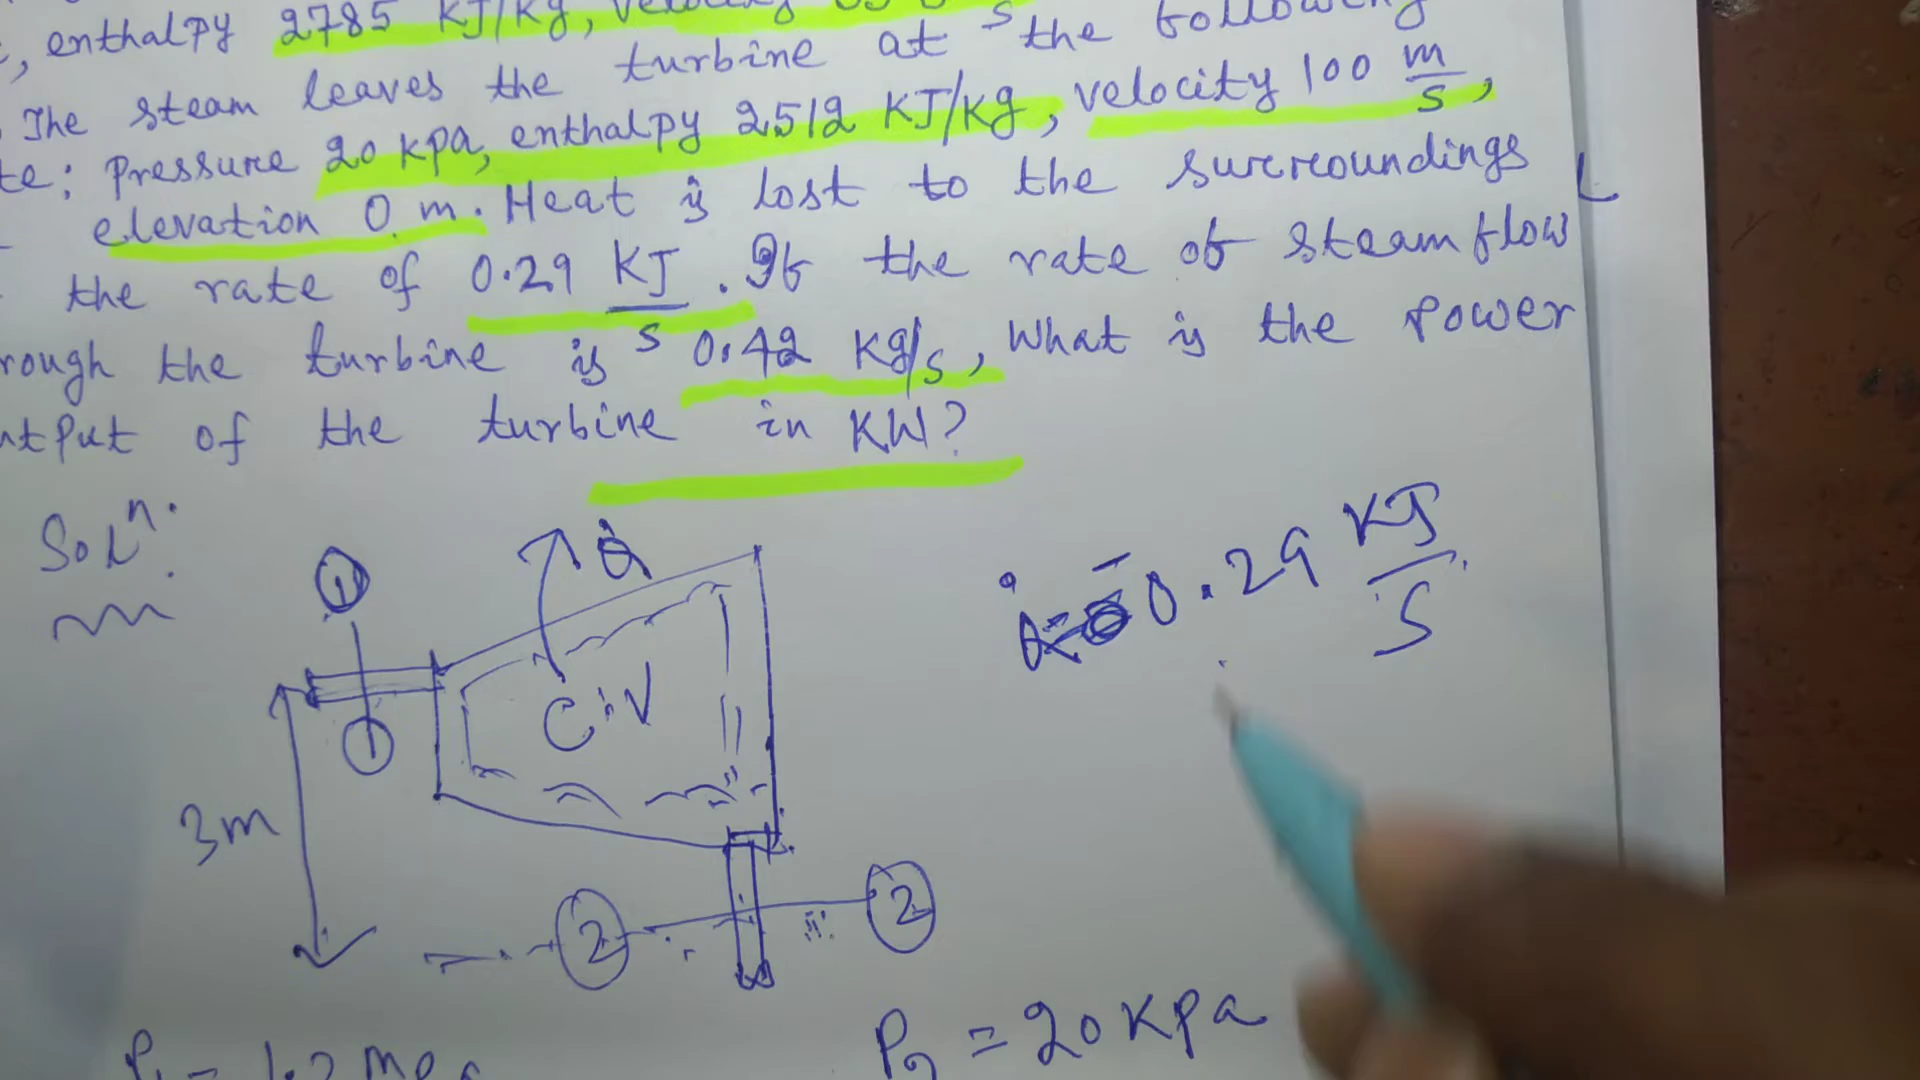 , enthalpy 2785 KJ/Kg, velocity
. The steam leaves the turbine at the following
te: Pressure 20 kpa, enthalpy 2512 KJ/Kg, velocity 100 m/s,
elevation 0 m. Heat is lost to the surroundings
the rate of 0.29 KJ/s. If the rate of steam flow
rough the turbine is 0.42 Kg/s, What is the Power
utput of the turbine in KW?
Solⁿ:
Q̇
-0.29 KJ/S
1
C.V
1
3m
2
2
P₂ = 20 kpa